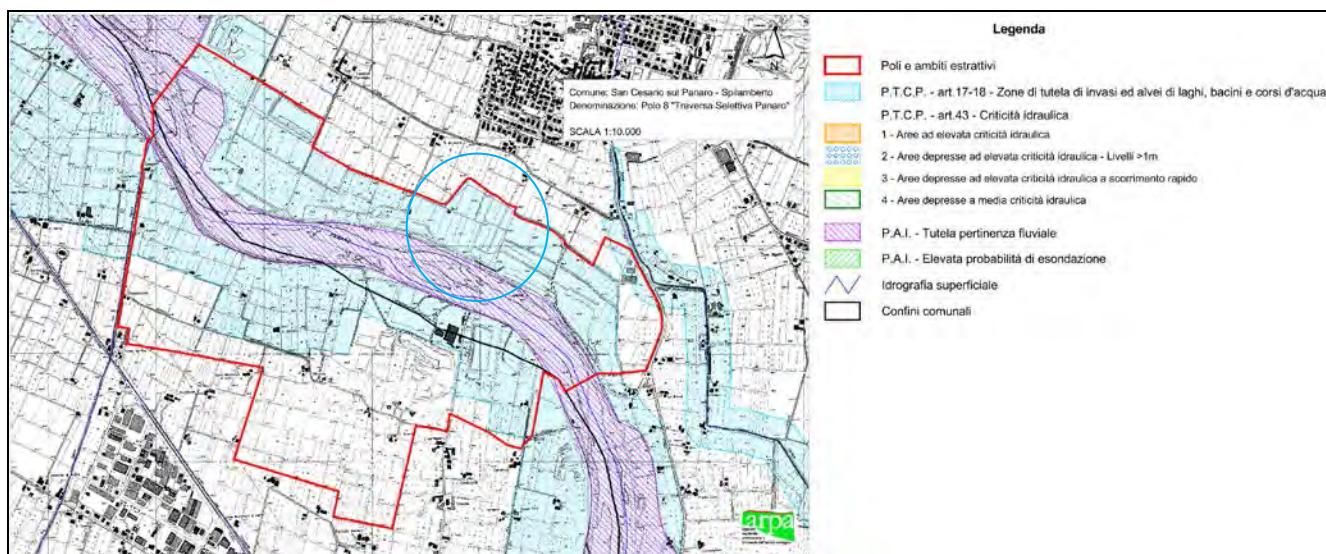 Comune: San Cesario sul Panaro - Spilamberto
Denominazione: Polo 8 "Traversa Selettiva Panaro"
SCALA 1:10.000
N
arpa
Legenda
Poli e ambiti estrattivi
P.T.C.P. - art.17-18 - Zone di tutela di invasi ed alvei di laghi, bacini e corsi d'acqua
P.T.C.P. - art.43 - Criticità idraulica
1 - Aree ad elevata criticità idraulica
2 - Aree depresse ad elevata criticità idraulica - Livelli >1m
3 - Aree depresse ad elevata criticità idraulica a scorrimento rapido
4 - Aree depresse a media criticità idraulica
P.A.I. - Tutela pertinenza fluviale
P.A.I. - Elevata probabilità di esondazione
Idrografia superficiale
Confini comunali